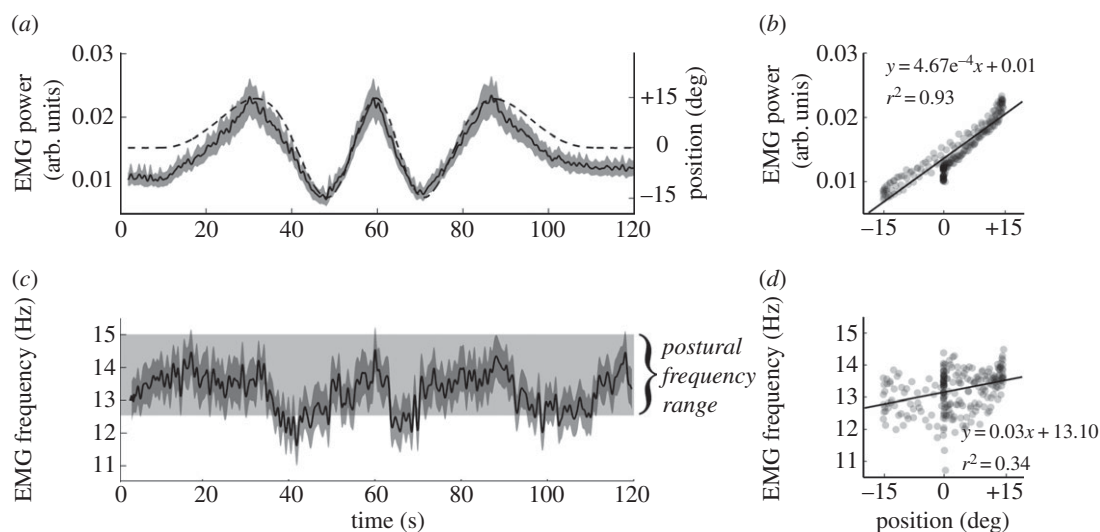 (a)
(b)
EMG power
(arb. units)
0.03
0.02
0.01
+15
0
−15
position (deg)
0 20 40 60 80 100 120
EMG power
(arb. unis)
0.03
0.02
0.01
y = 4.67e⁻⁴x + 0.01
r² = 0.93
−15 0 +15
(c)
(d)
EMG frequency (Hz)
15
14
13
12
11
postural
frequency
range
0 20 40 60 80 100 120
time (s)
EMG frequency (Hz)
15
14
13
12
11
y = 0.03x + 13.10
r² = 0.34
−15 0 +15
position (deg)